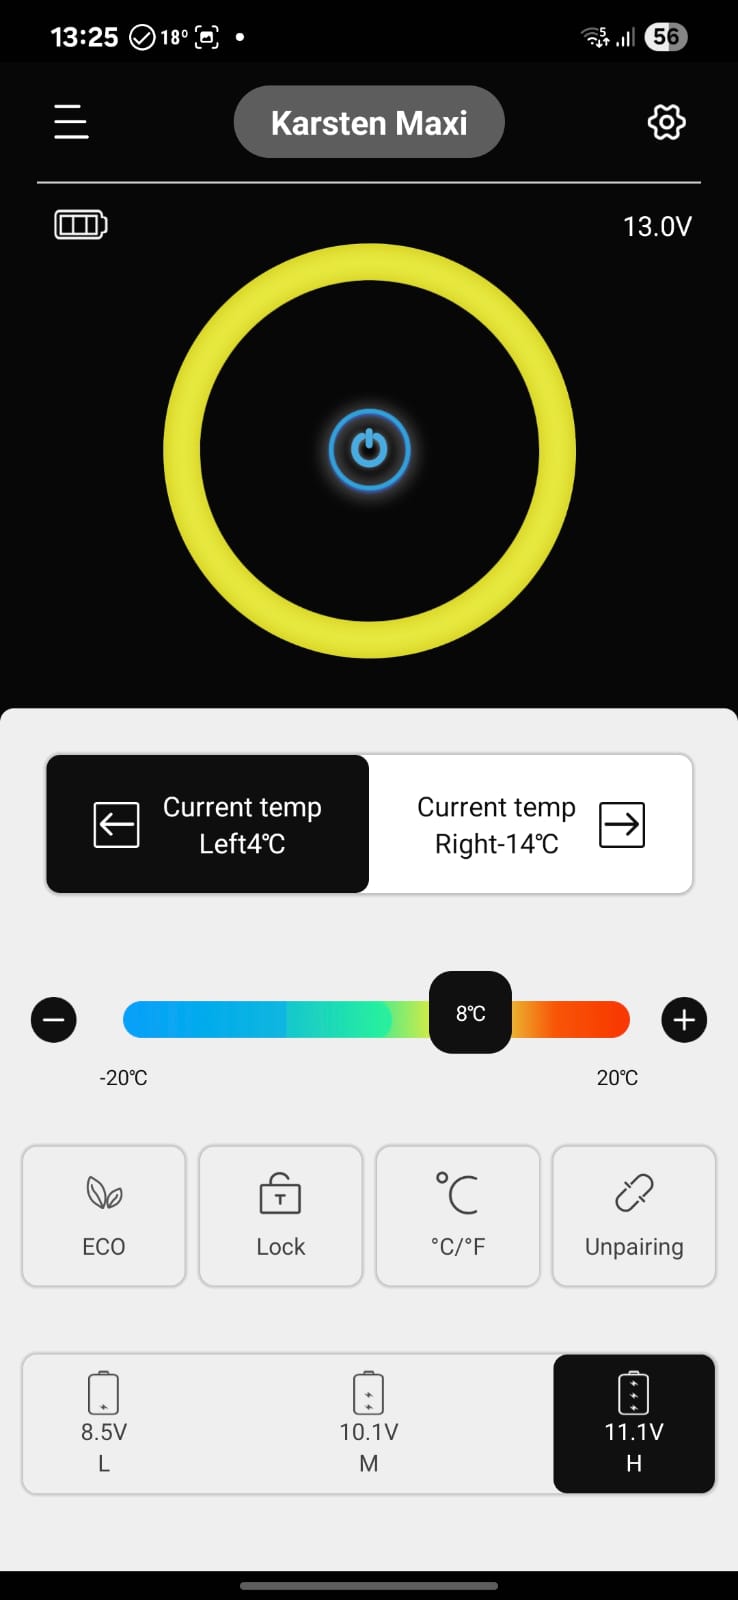 13:25 18° 5 56
Karsten Maxi
13.0V
Current temp
Left4℃
Current temp
Right-14℃
8℃
-20℃
20℃
T
ECO
Lock
°C
°C/°F
Unpairing
8.5V
L
10.1V
M
11.1V
H